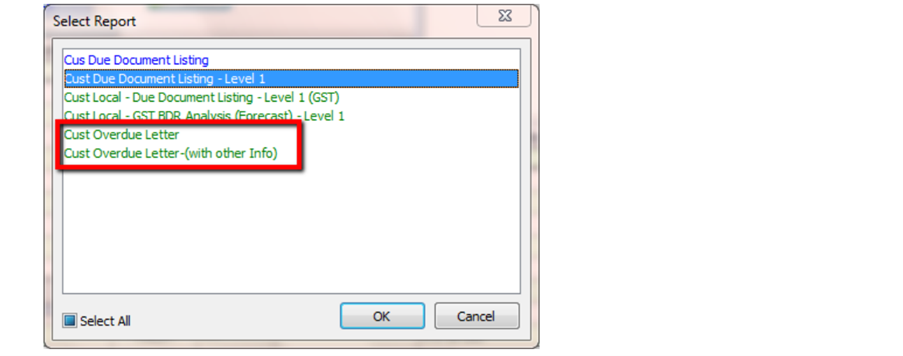 Select Report
Cus Due Document Listing
Cust Due Document Listing - Level 1
Cust Local - Due Document Listing - Level 1 (GST)
Cust Local - GST BDR Analysis (Forecast) - Level 1
Cust Overdue Letter
Cust Overdue Letter-(with other Info)
Select All
OK
Cancel